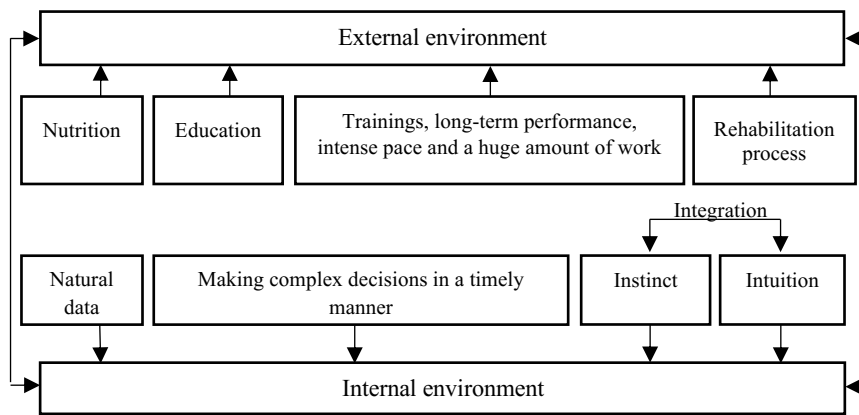 External environment
Nutrition
Education
Trainings, long-term performance,
intense pace and a huge amount of work
Rehabilitation
process
Integration
Natural
data
Making complex decisions in a timely
manner
Instinct
Intuition
Internal environment